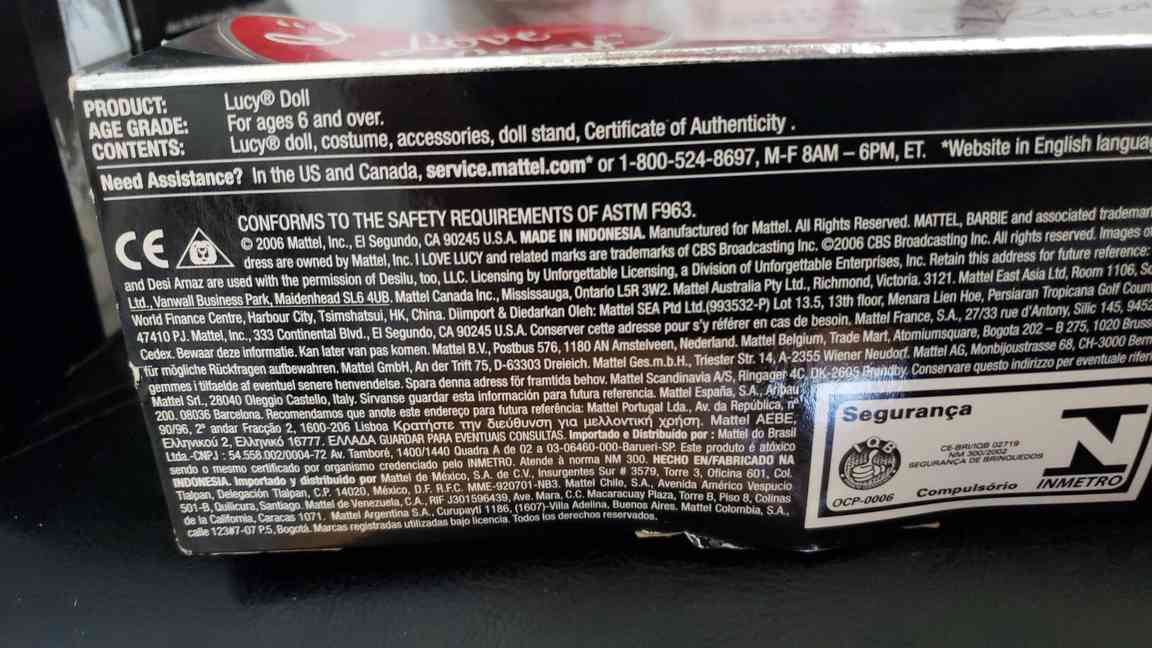 Love
PRODUCT: Lucy® Doll
AGE GRADE: For ages 6 and over.
CONTENTS: Lucy® doll, costume, accessories, doll stand, Certificate of Authenticity .
Need Assistance? In the US and Canada, service.mattel.com* or 1-800-524-8697, M-F 8AM – 6PM, ET. *Website in English
CONFORMS TO THE SAFETY REQUIREMENTS OF ASTM F963.
CE
© 2006 Mattel, Inc., El Segundo, CA 90245 U.S.A. MADE IN INDONESIA. Manufactured for Mattel. All Rights Reserved. MATTEL, BARBIE and associated
dress are owned by Mattel, Inc. I LOVE LUCY and related marks are trademarks of CBS Broadcasting Inc. ©2006 CBS Broadcasting Inc. All rights reserved. Images
and Desi Arnaz are used with the permission of Desilu, too, LLC. Licensing by Unforgettable Licensing, a Division of Unforgettable Enterprises, Inc. Retain this address for future reference:
Ltd., Vanwall Business Park, Maidenhead SL6 4UB. Mattel Canada Inc., Mississauga, Ontario L5R 3W2. Mattel Australia Pty Ltd., Richmond, Victoria. 3121. Mattel East Asia Ltd, Room 1106,
World Finance Centre, Harbour City, Tsimshatsui, HK, China. Diimport & Diedarkan Oleh: Mattel SEA Ptd Ltd.(993532-P) Lot 13.5, 13th floor, Menara Lien Hoe, Persiaran Tropicana Golf
47410 PJ. Mattel, Inc., 333 Continental Blvd., El Segundo, CA 90245 U.S.A. Conserver cette adresse pour s'y référer en cas de besoin. Mattel France, S.A., 27/33 rue d'Antony, Silic 145,
Cedex. Bewaar deze informatie. Kan later van pas komen. Mattel B.V., Postbus 576, 1180 AN Amstelveen, Nederland. Mattel Belgium, Trade Mart, Atomiumsquare, Bogota 202 – B 275, 1020
für mögliche Rückfragen aufbewahren. Mattel GmbH, An der Trift 75, D-63303 Dreieich. Mattel Ges.m.b.H., Triester Str. 14, A-2355 Wiener Neudorf. Mattel AG, Monbijoustrasse 68, CH-3000
gemmes i tilfælde af eventuel senere henvendelse. Spara denna adress för framtida behov. Mattel Scandinavia A/S, Ringager 4C, DK-2605 Brøndby. Conservare questo indirizzo per eventuale
Mattel Srl., 28040 Oleggio Castello, Italy. Sírvanse guardar esta información para futura referencia. Mattel España, S.A., Aribau
200. 08036 Barcelona. Recomendamos que anote este endereço para futura referência: Mattel Portugal Lda., Av. da República, nº
90/96, 2º andar Fracção 2, 1600-206 Lisboa Κρατήστε την διεύθυνση για μελλοντική χρήση. Mattel AEBE,
Ελληνικού 2, Ελληνικό 16777. ΕΛΛΑΔΑ GUARDAR PARA EVENTUAIS CONSULTAS. Importado e Distribuído por : Mattel do Brasil
Ltda.-CNPJ : 54.558.002/0004-72 Av. Tamboré, 1400/1440 Quadra A de 02 a 03-06460-000-Barueri-SP. Este produto é atóxico
sendo o mesmo certificado por organismo credenciado pelo INMETRO. Atende à norma NM 300. HECHO EN/FABRICADO NA
INDONESIA. Importado y distribuido por Mattel de México, S.A. de C.V., Insurgentes Sur # 3579, Torre 3, Oficina 601, Col.
Tlalpan, Delegación Tlalpan, C.P. 14020, México, D.F. R.F.C. MME-920701-NB3. Mattel Chile, S.A., Avenida Américo Vespucio
501-B, Quilicura, Santiago. Mattel de Venezuela, C.A., RIF J301596439, Ave. Mara, C.C. Macaracuay Plaza, Torre B, Piso 8, Colinas
de la California, Caracas 1071. Mattel Argentina S.A., Curupaytí 1186, (1607)-Villa Adelina, Buenos Aires. Mattel Colombia, S.A.,
calle 123#7-07 P.5, Bogotá. Marcas registradas utilizadas bajo licencia. Todos los derechos reservados.
Segurança
IQB
CE-BRI/IQB 02719
NM 300/2002
SEGURANÇA DE BRINQUEDOS
OCP-0006
Compulsório
INMETRO